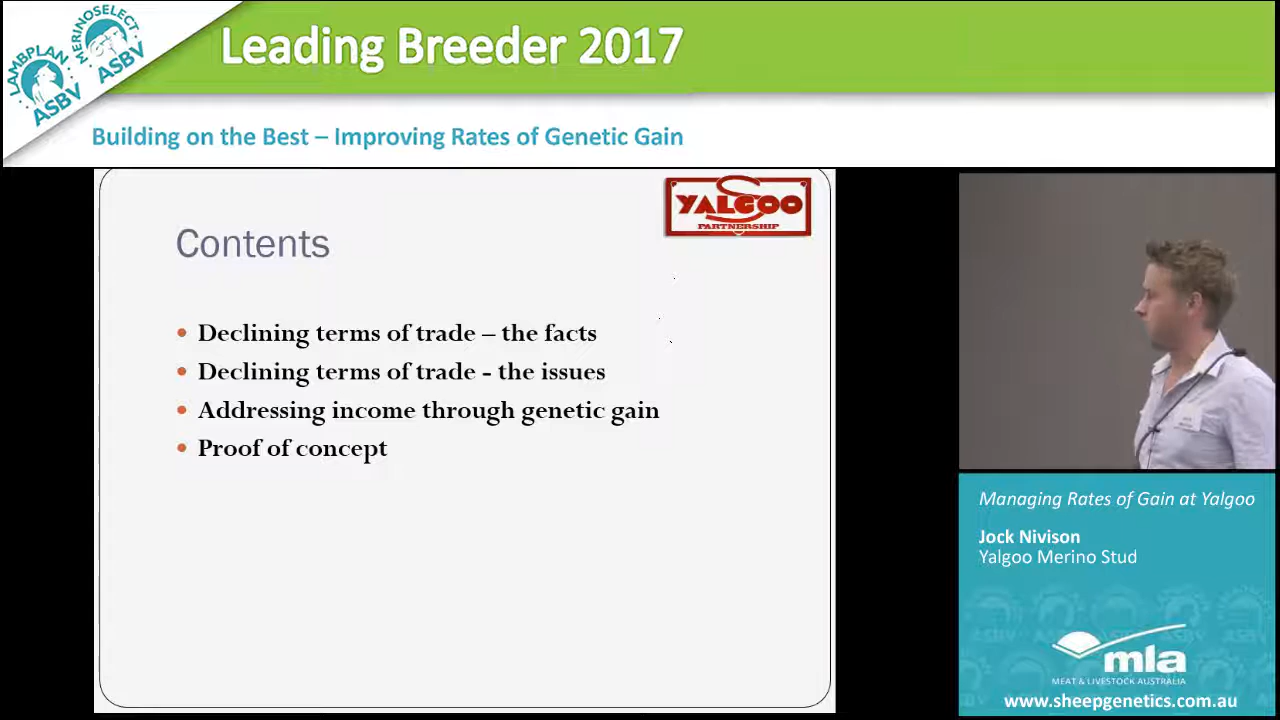 LAMBPLAN
ASBV
MERINOSELECT
ASBV
Leading Breeder 2017
Building on the Best – Improving Rates of Genetic Gain
YALGOO
PARTNERSHIP
Contents
• Declining terms of trade – the facts
• Declining terms of trade - the issues
• Addressing income through genetic gain
• Proof of concept
Managing Rates of Gain at Yalgoo
Jock Nivison
Yalgoo Merino Stud
mla
MEAT & LIVESTOCK AUSTRALIA
www.sheepgenetics.com.au